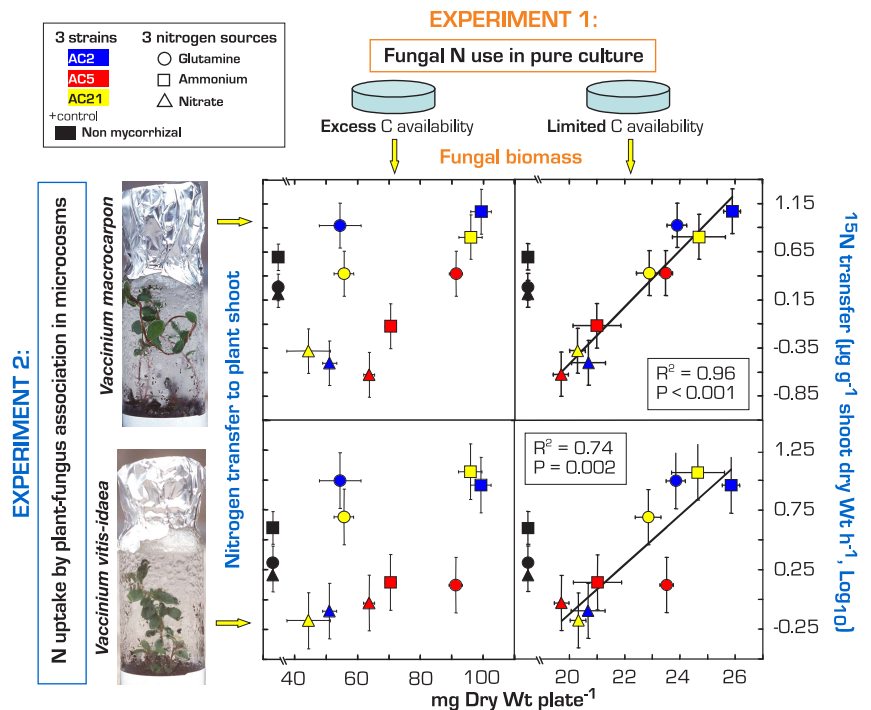 EXPERIMENT 1:
Fungal N use in pure culture
3 strains
3 nitrogen sources
AC2
Glutamine
AC5
Ammonium
AC21
Nitrate
+control
Non mycorrhizal
Excess C availability
Limited C availability
Fungal biomass
EXPERIMENT 2:
N uptake by plant-fungus association in microcosms
Vaccinium macrocarpon
Vaccinium vitis-idaea
Nitrogen transfer to plant shoot
1.15
0.65
0.15
-0.35
-0.85
R² = 0.96
P < 0.001
1.25
0.75
0.25
-0.25
R² = 0.74
P = 0.002
¹⁵N transfer (µg g⁻¹ shoot dry Wt h⁻¹, Log₁₀)
40 60 80 100
20 22 24 26
mg Dry Wt plate⁻¹